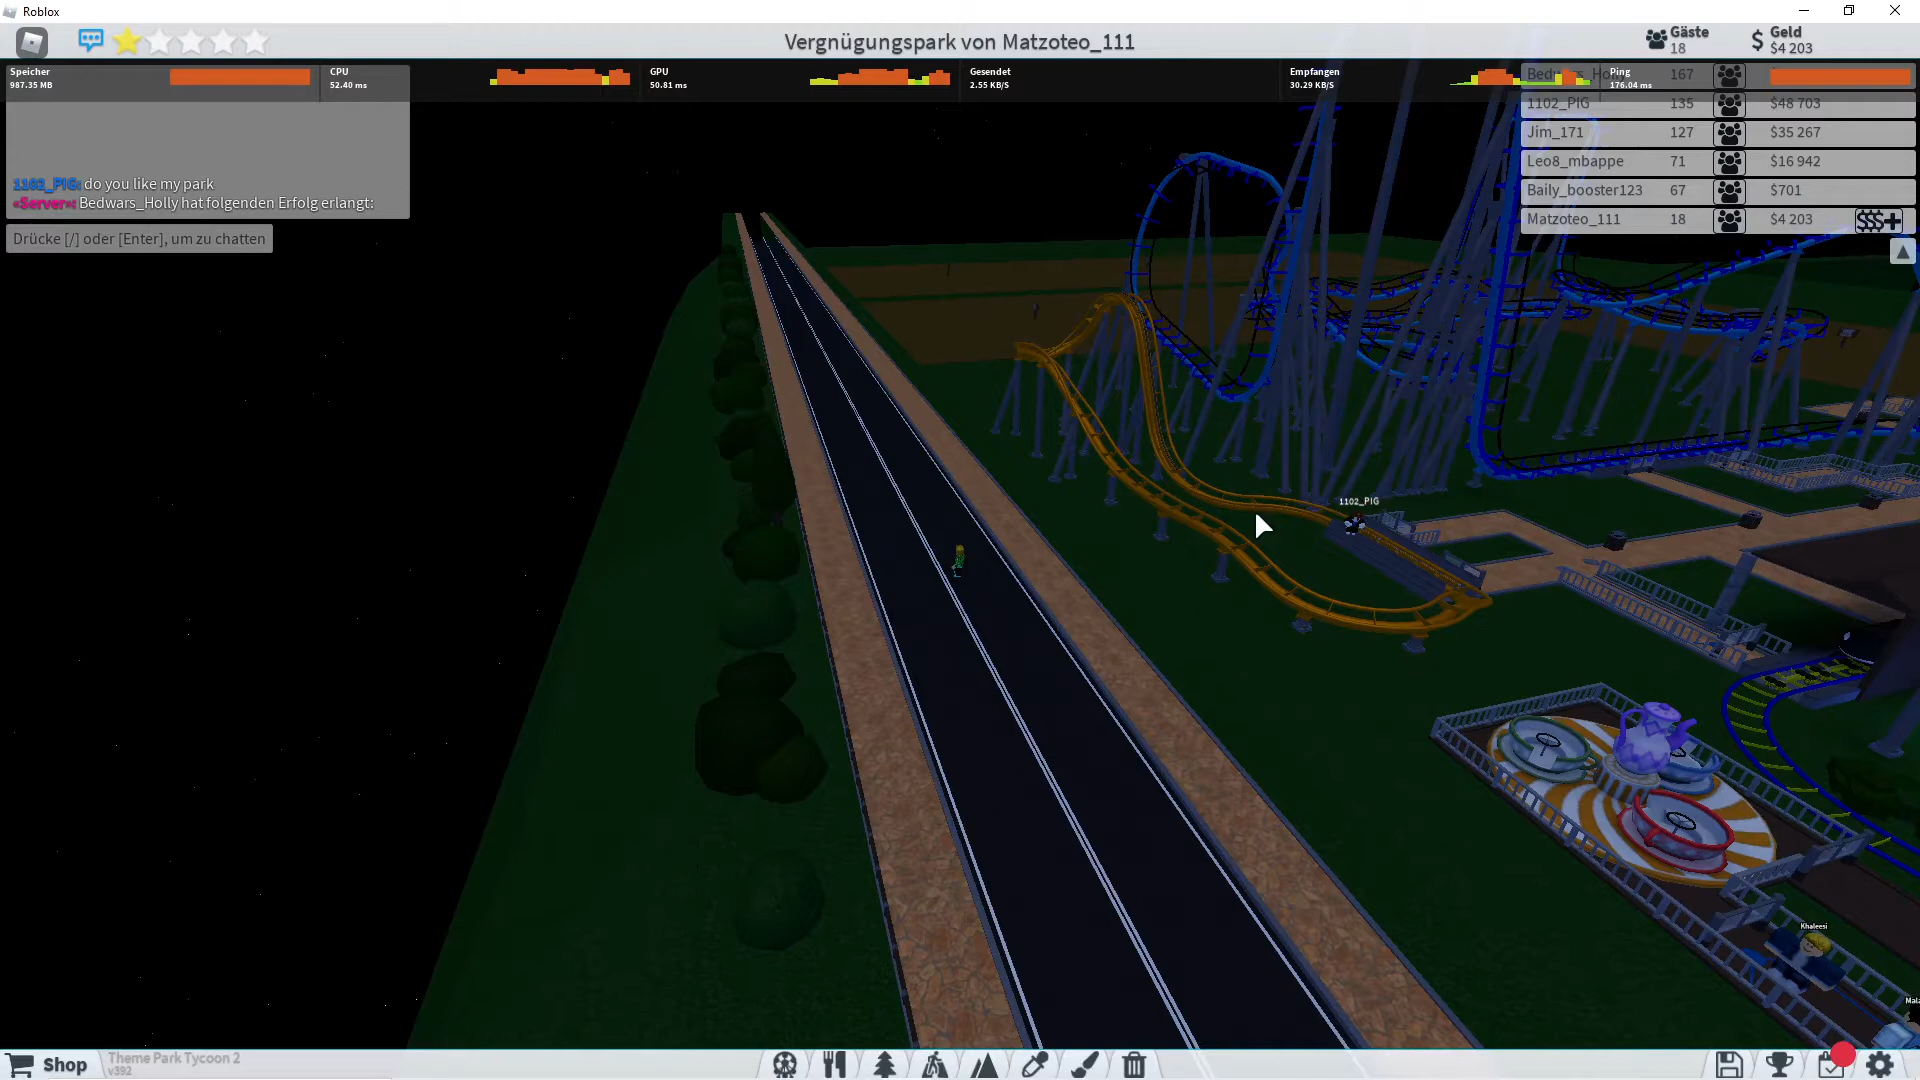 Roblox
Vergnügungspark von Matzoteo_111
Gäste
18
Geld
$4 203
Speicher
987.35 MB
CPU
52.40 ms
GPU
50.81 ms
Gesendet
2.55 KB/S
Empfangen
30.29 KB/S
Ping
176.04 ms
Bedwars_Holly 167
1102_PIG 135 $48 703
Jim_171 127 $35 267
Leo8_mbappe 71 $16 942
Baily_booster123 67 $701
Matzoteo_111 18 $4 203 $$$+
1102_PIG: do you like my park
«Server»: Bedwars_Holly hat folgenden Erfolg erlangt:
Drücke [/] oder [Enter], um zu chatten
1102_PIG
Khaleesi
Shop
Theme Park Tycoon 2
v392